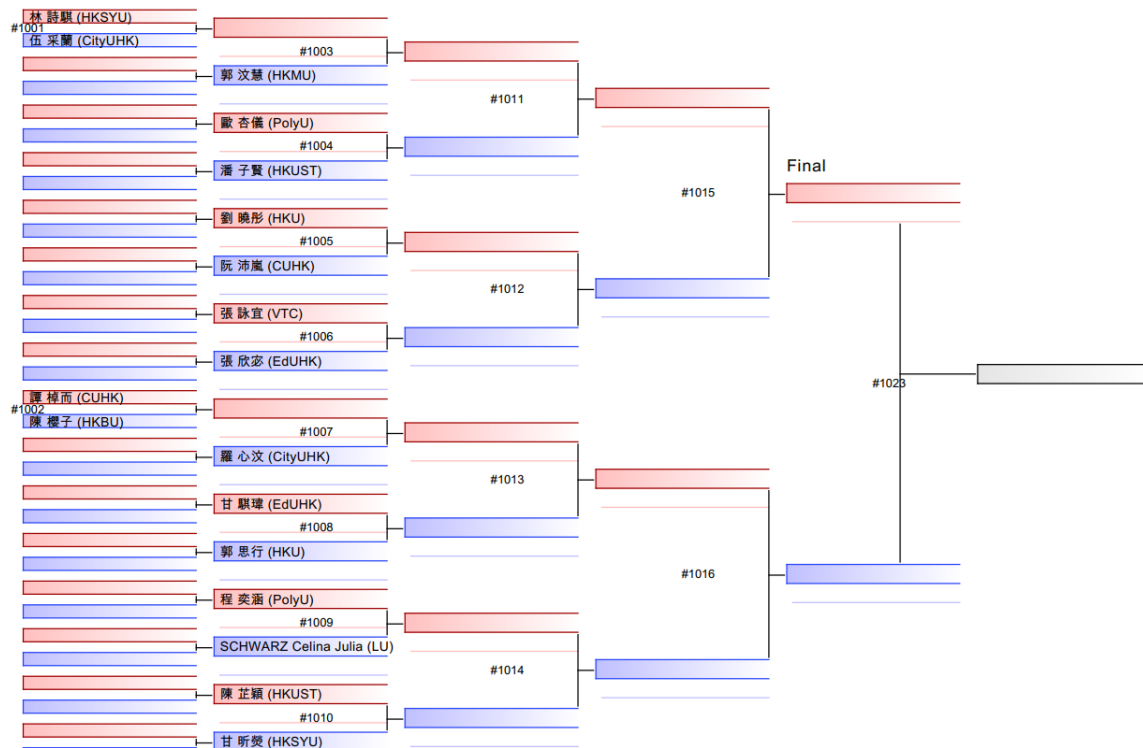 林 詩騏 (HKSYU)
#1001
伍 采蘭 (CityUHK)
#1003
郭 汶慧 (HKMU)
#1011
歐 杏儀 (PolyU)
#1004
潘 子賢 (HKUST)
#1015
Final
劉 曉彤 (HKU)
#1005
阮 沛嵐 (CUHK)
#1012
張 詠宜 (VTC)
#1006
張 欣宓 (EdUHK)
#1023
譚 棹而 (CUHK)
#1002
陳 櫻子 (HKBU)
#1007
羅 心汶 (CityUHK)
#1013
甘 騏瑋 (EdUHK)
#1008
郭 思行 (HKU)
#1016
程 奕涵 (PolyU)
#1009
SCHWARZ Celina Julia (LU)
#1014
陳 芷穎 (HKUST)
#1010
甘 昕熒 (HKSYU)